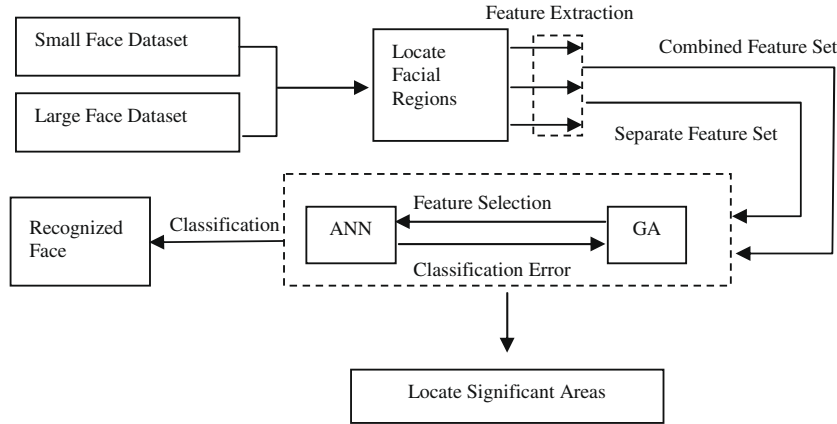 Feature Extraction
Small Face Dataset
Locate
Facial
Regions
Combined Feature Set
Large Face Dataset
Separate Feature Set
Recognized
Face
Classification
Feature Selection
ANN
GA
Classification Error
Locate Significant Areas